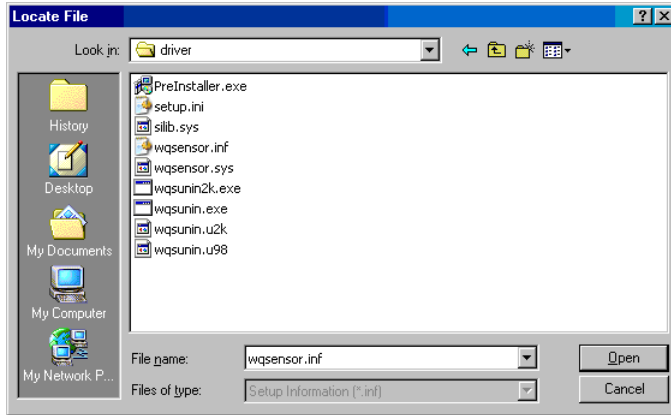 Locate File
? X
Look in:
driver
History
Desktop
My Documents
My Computer
My Network P...
PreInstaller.exe
setup.ini
silib.sys
wqsensor.inf
wqsensor.sys
wqsunin2k.exe
wqsunin.exe
wqsunin.u2k
wqsunin.u98
File name:
wqsensor.inf
Open
Files of type:
Setup Information (*.inf)
Cancel